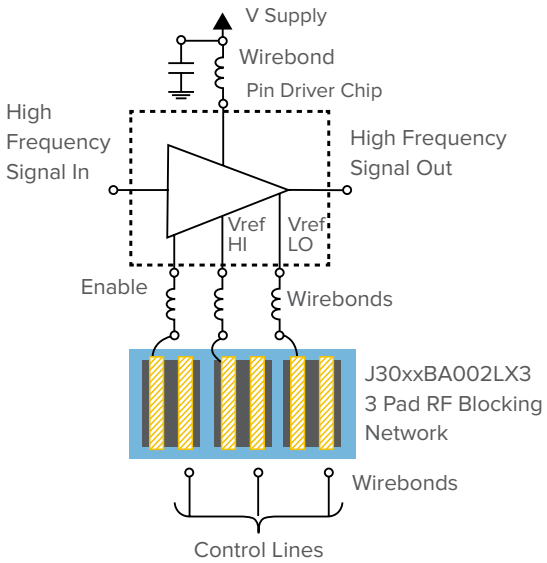 V Supply
Wirebond
Pin Driver Chip
High
Frequency
Signal In
High Frequency
Signal Out
Vref
HI
Vref
LO
Enable
Wirebonds
J30xxBA002LX3
3 Pad RF Blocking
Network
Wirebonds
Control Lines